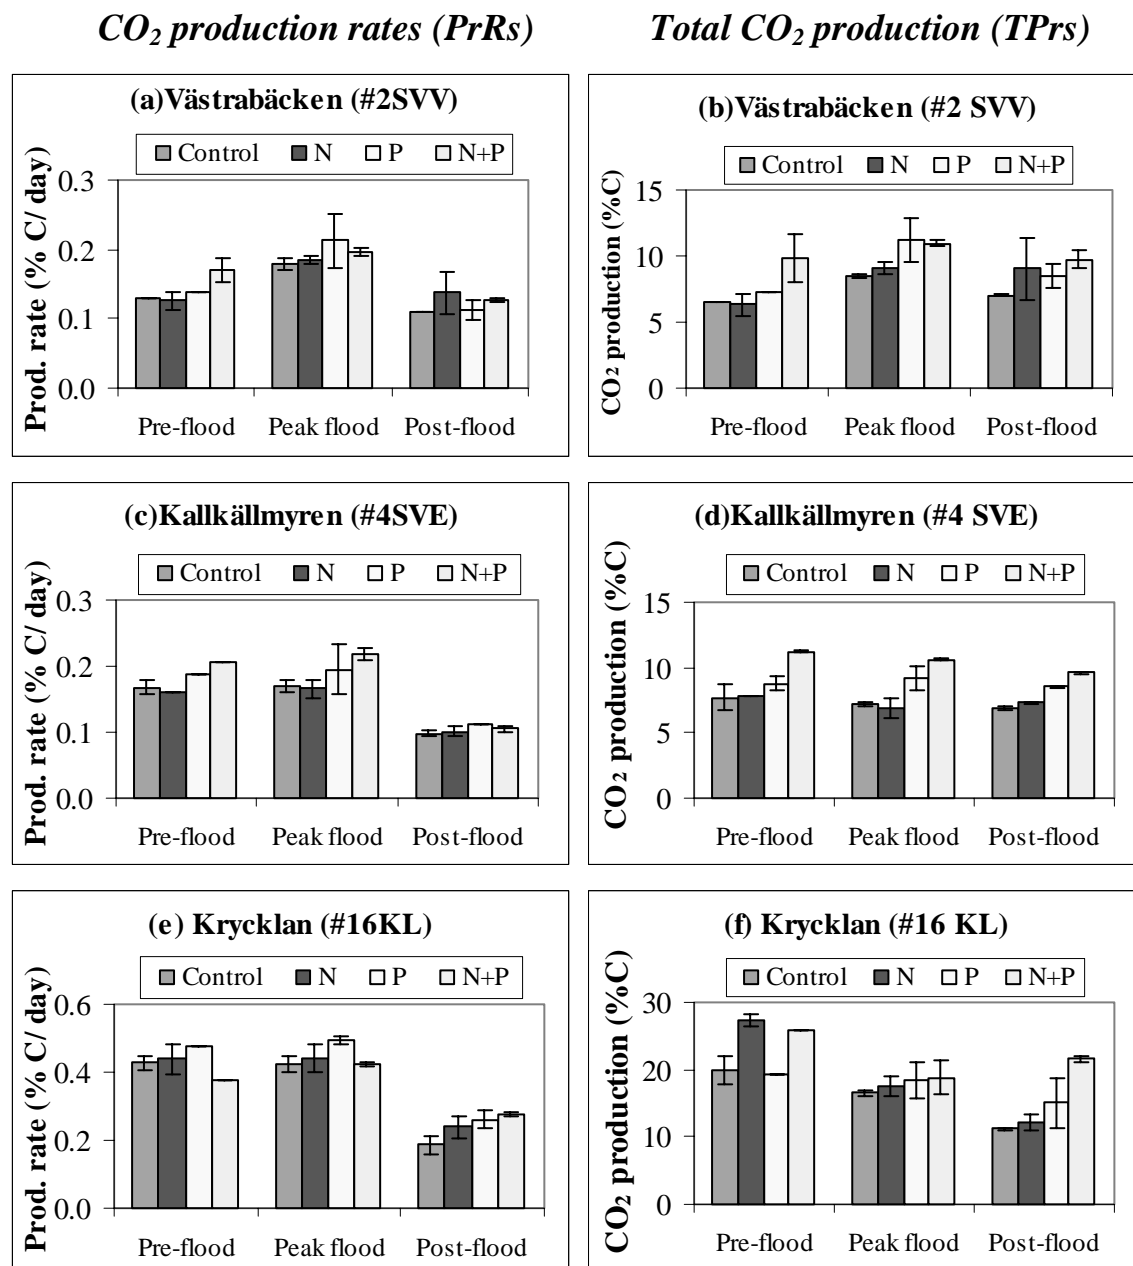 CO₂ production rates (PrRs)
Total CO₂ production (TPrs)
(a)Västrabäcken (#2SVV)
Control N P N+P
Prod. rate (% C/ day)
0.3
0.2
0.1
0.0
Pre-flood Peak flood Post-flood
(b)Västrabäcken (#2 SVV)
Control N P N+P
CO₂ production (%C)
15
10
5
0
Pre-flood Peak flood Post-flood
(c)Kallkällmyren (#4SVE)
Control N P N+P
Prod. rate (% C/ day)
0.3
0.2
0.1
0.0
Pre-flood Peak flood Post-flood
(d)Kallkällmyren (#4 SVE)
Control N P N+P
CO₂ production (%C)
15
10
5
0
Pre-flood Peak flood Post-flood
(e) Krycklan (#16KL)
Control N P N+P
Prod. rate (% C/ day)
0.6
0.4
0.2
0.0
Pre-flood Peak flood Post-flood
(f) Krycklan (#16 KL)
Control N P N+P
CO₂ production (%C)
30
20
10
0
Pre-flood Peak flood Post-flood